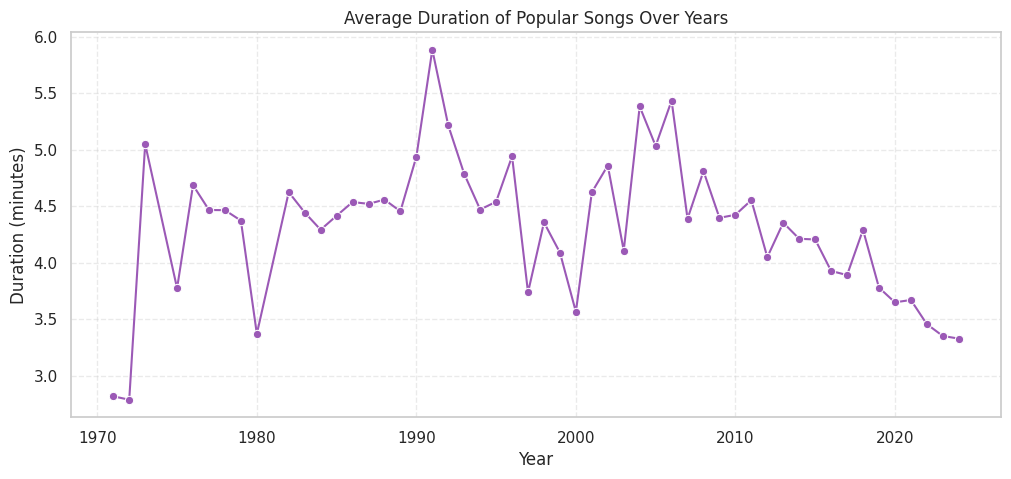 Average Duration of Popular Songs Over Years
6.0
5.5
5.0
4.5
4.0
3.5
3.0
Duration (minutes)
1970 1980 1990 2000 2010 2020
Year